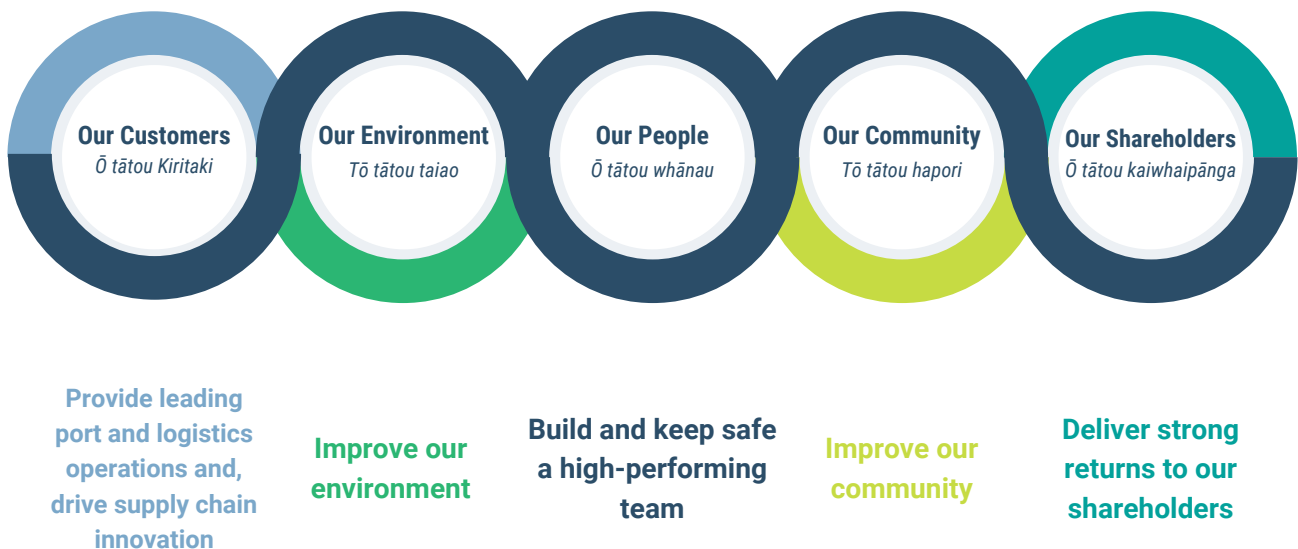 Our Customers
Ō tātou Kiritaki
Our Environment
Tō tātou taiao
Our People
Ō tātou whānau
Our Community
Tō tātou hapori
Our Shareholders
Ō tātou kaiwhaipānga
Provide leading
port and logistics
operations and,
drive supply chain
innovation
Improve our
environment
Build and keep safe
a high-performing
team
Improve our
community
Deliver strong
returns to our
shareholders